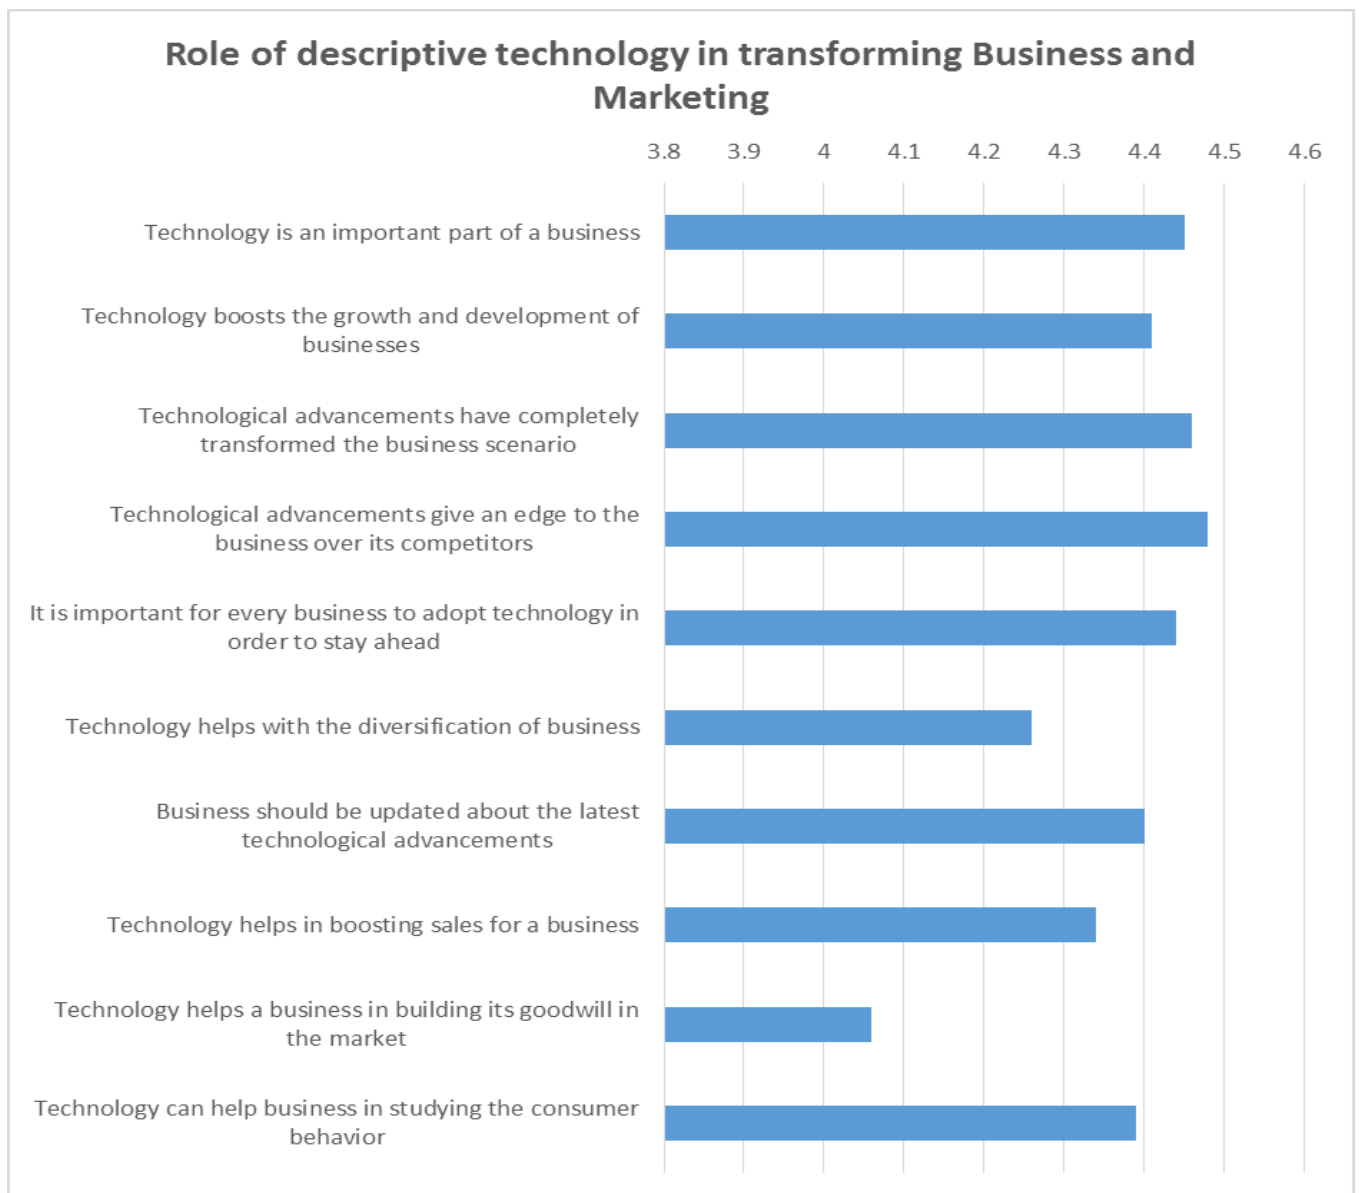 Role of descriptive technology in transforming Business and
Marketing
3.8 3.9 4 4.1 4.2 4.3 4.4 4.5 4.6
Technology is an important part of a business
Technology boosts the growth and development of
businesses
Technological advancements have completely
transformed the business scenario
Technological advancements give an edge to the
business over its competitors
It is important for every business to adopt technology in
order to stay ahead
Technology helps with the diversification of business
Business should be updated about the latest
technological advancements
Technology helps in boosting sales for a business
Technology helps a business in building its goodwill in
the market
Technology can help business in studying the consumer
behavior